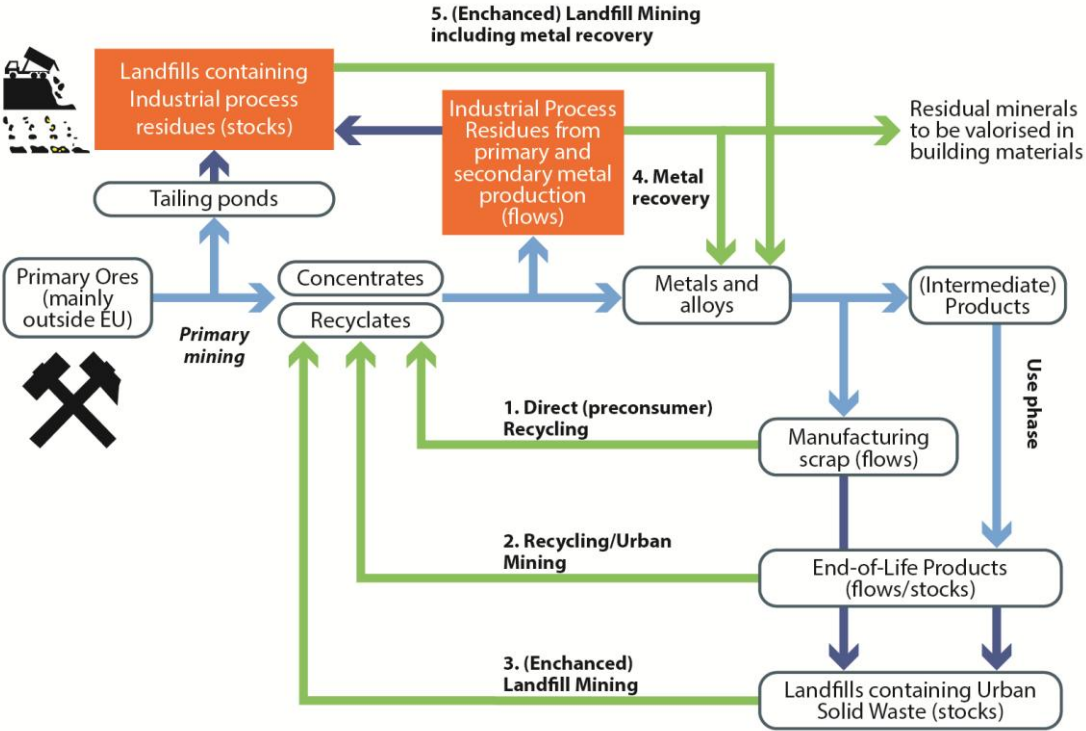 5. (Enchanced) Landfill Mining
including metal recovery
Landfills containing
Industrial process
residues (stocks)
Industrial Process
Residues from
primary and
secondary metal
production
(flows)
Residual minerals
to be valorised in
building materials
4. Metal
recovery
Tailing ponds
Primary Ores
(mainly
outside EU)
Primary
mining
Concentrates
Recyclates
Metals and
alloys
(Intermediate)
Products
Use phase
1. Direct (preconsumer)
Recycling
Manufacturing
scrap (flows)
2. Recycling/Urban
Mining
End-of-Life Products
(flows/stocks)
3. (Enchanced)
Landfill Mining
Landfills containing Urban
Solid Waste (stocks)